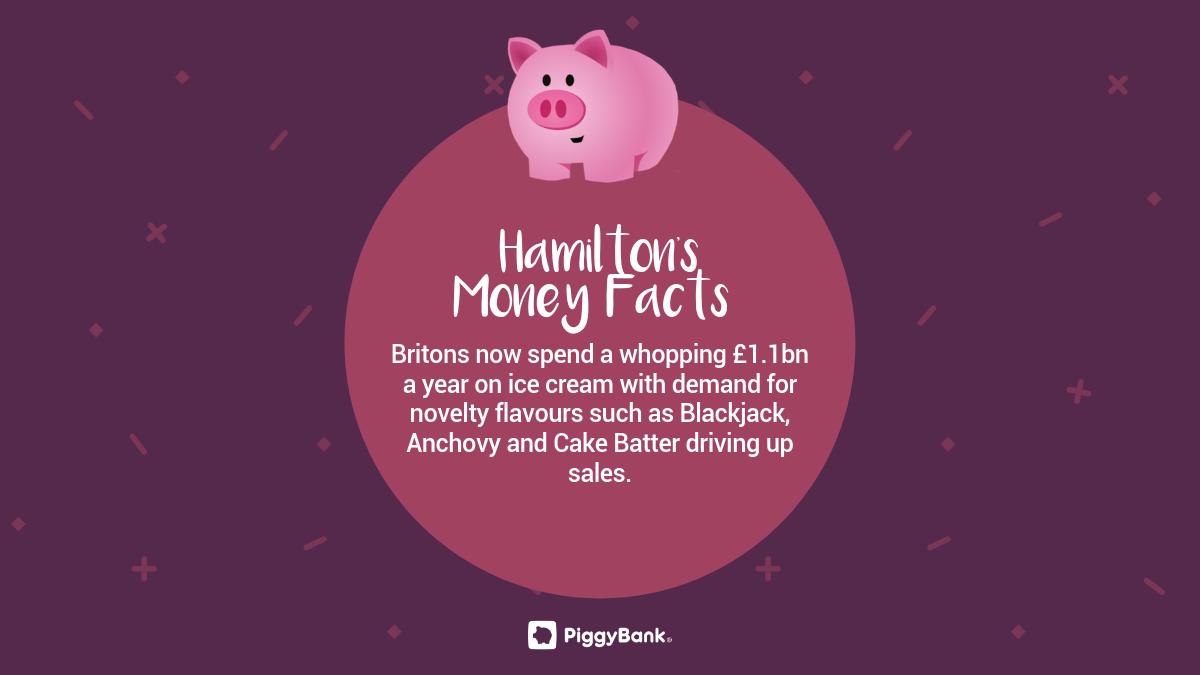 Hamilton's
Money Facts
Britons now spend a whopping £1.1bn
a year on ice cream with demand for
novelty flavours such as Blackjack,
Anchovy and Cake Batter driving up
sales.
PiggyBank®